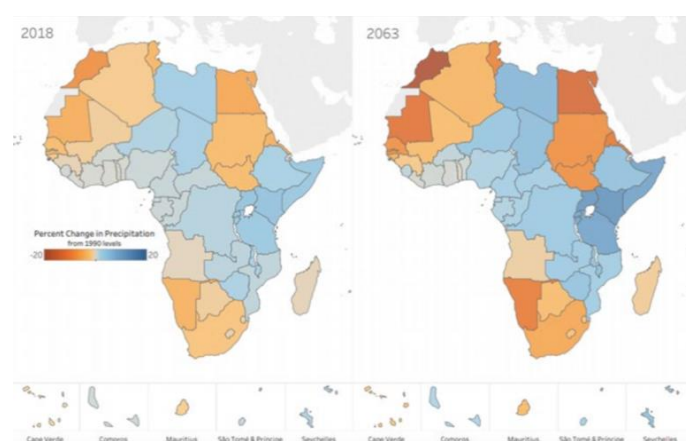 2018
2063
Percent Change in Precipitation
from 1990 levels
-20
20
Cape Verde
Comoros
Mauritius
São Tomé & Príncipe
Seychelles
Cape Verde
Comoros
Mauritius
São Tomé & Príncipe
Seychelles